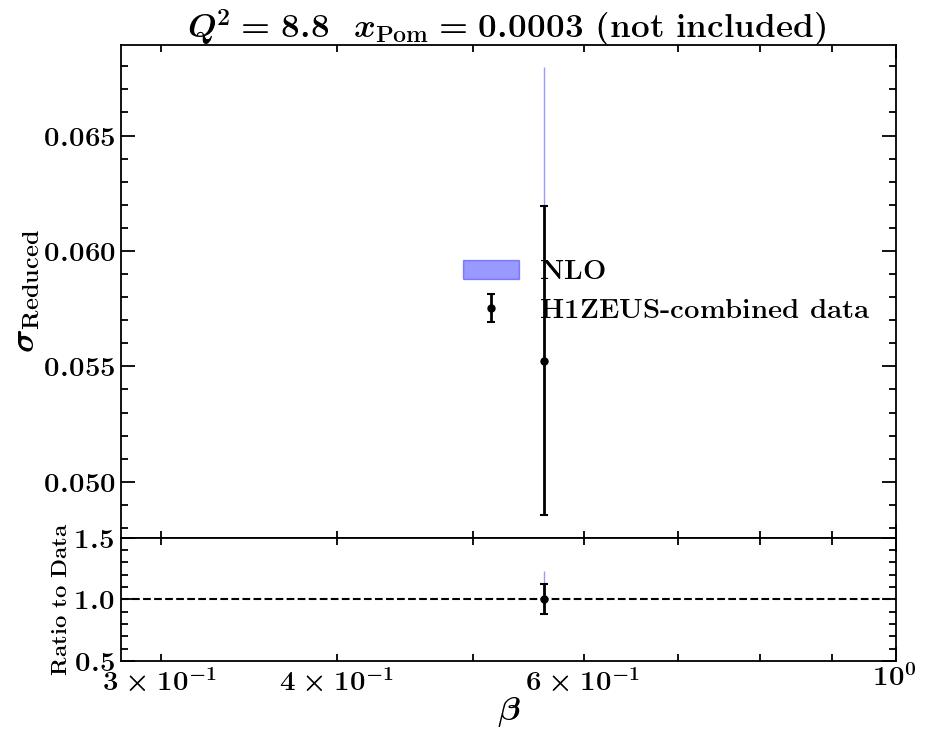 Q² = 8.8 x_Pom = 0.0003 (not included)
σ_Reduced
0.065
0.060
0.055
0.050
NLO
H1ZEUS-combined data
Ratio to Data
1.5
1.0
0.5
3 × 10⁻¹ 4 × 10⁻¹ 6 × 10⁻¹ 10⁰
β